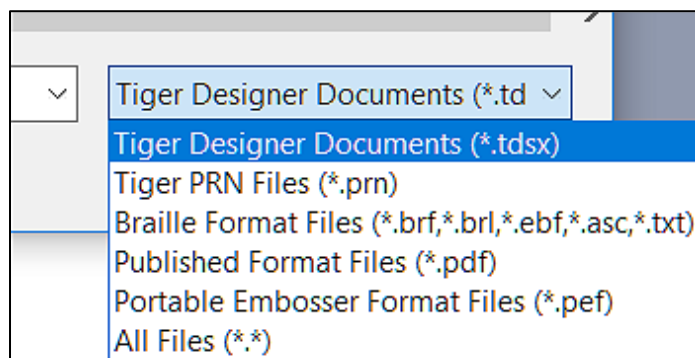 Tiger Designer Documents (*.td
Tiger Designer Documents (*.tdsx)
Tiger PRN Files (*.prn)
Braille Format Files (*.brf,*.brl,*.ebf,*.asc,*.txt)
Published Format Files (*.pdf)
Portable Embosser Format Files (*.pef)
All Files (*.*)